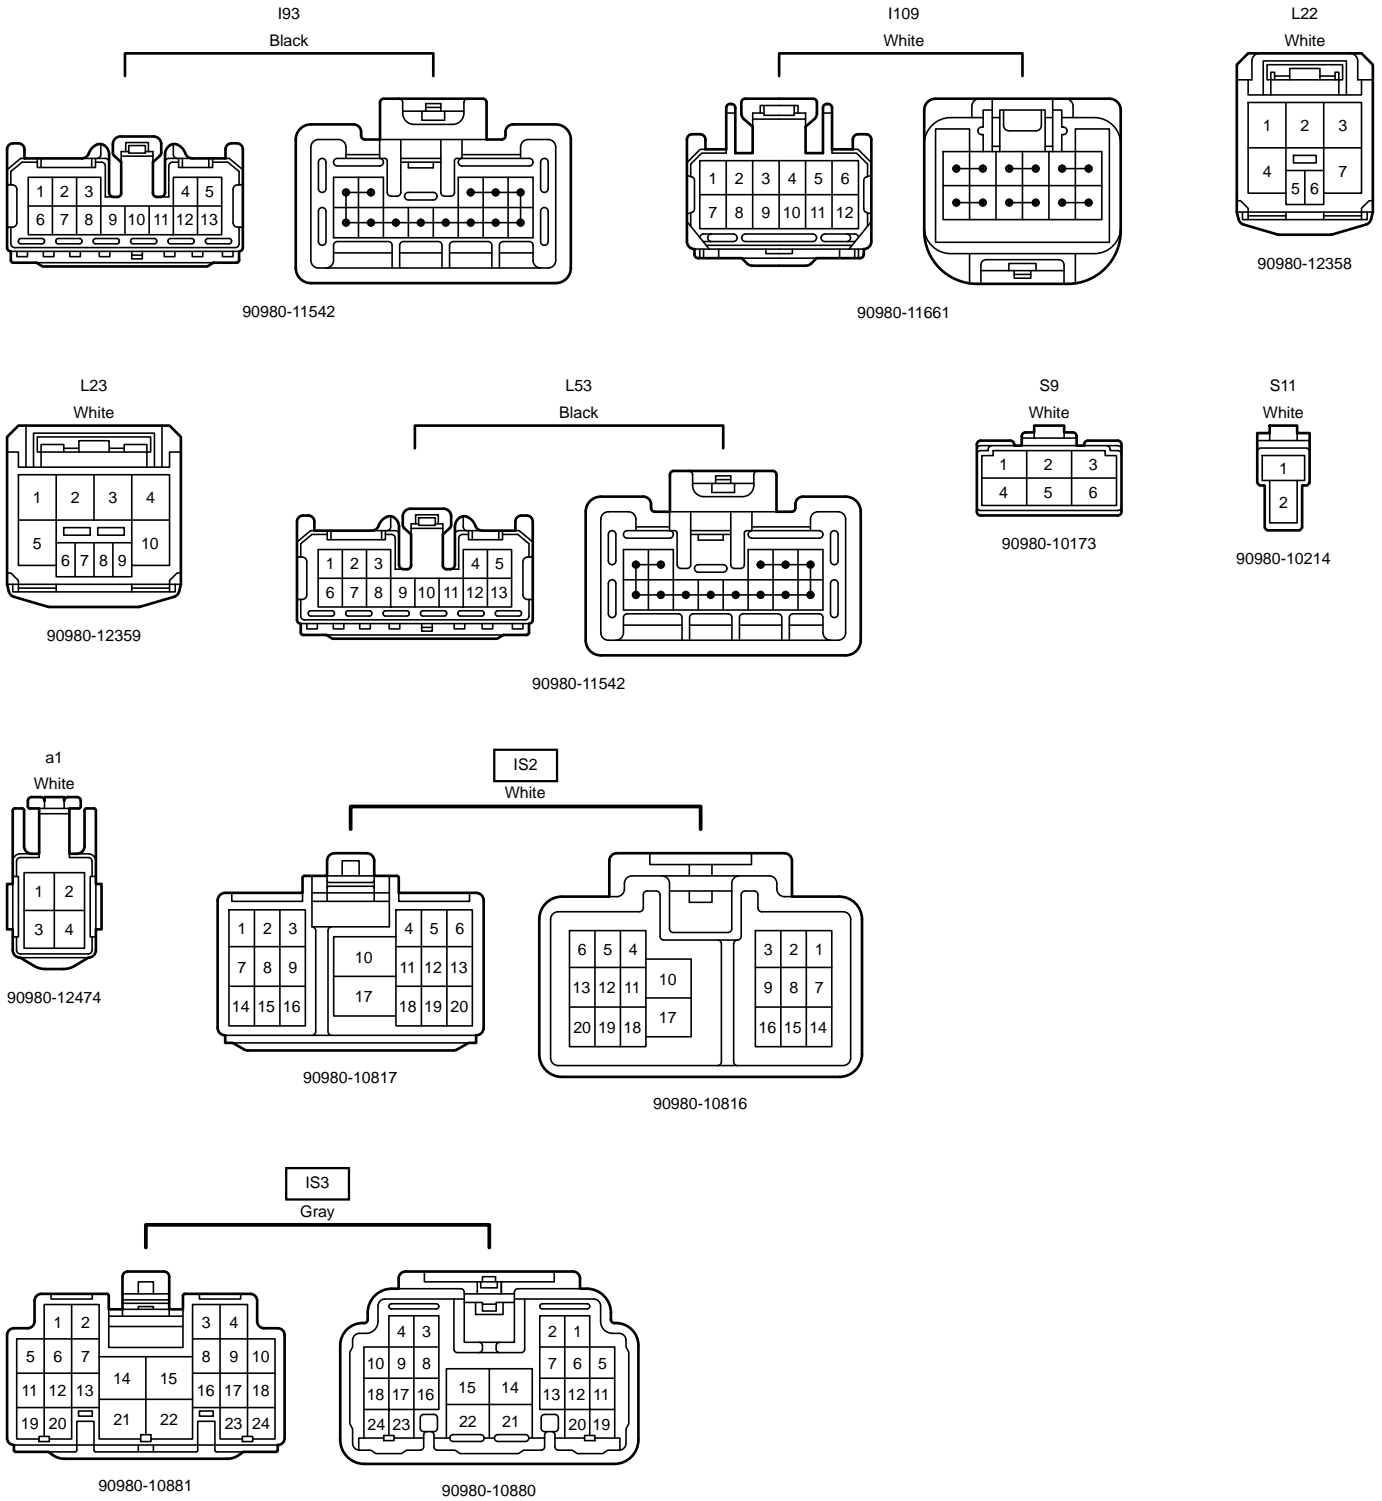 I93
Black
1 2 3 4 5
6 7 8 9 10 11 12 13
90980-11542
I109
White
1 2 3 4 5 6
7 8 9 10 11 12
90980-11661
L22
White
1 2 3
4 7
5 6
90980-12358
L23
White
1 2 3 4
5 10
6 7 8 9
90980-12359
L53
Black
1 2 3 4 5
6 7 8 9 10 11 12 13
90980-11542
S9
White
1 2 3
4 5 6
90980-10173
S11
White
1
2
90980-10214
a1
White
1 2
3 4
90980-12474
IS2
White
1 2 3 4 5 6
7 8 9 10 11 12 13
14 15 16 17 18 19 20
90980-10817
6 5 4 3 2 1
13 12 11 10 9 8 7
20 19 18 17 16 15 14
90980-10816
IS3
Gray
1 2 3 4
5 6 7 8 9 10
11 12 13 14 15 16 17 18
19 20 21 22 23 24
90980-10881
4 3 2 1
10 9 8 7 6 5
18 17 16 15 14 13 12 11
24 23 22 21 20 19
90980-10880